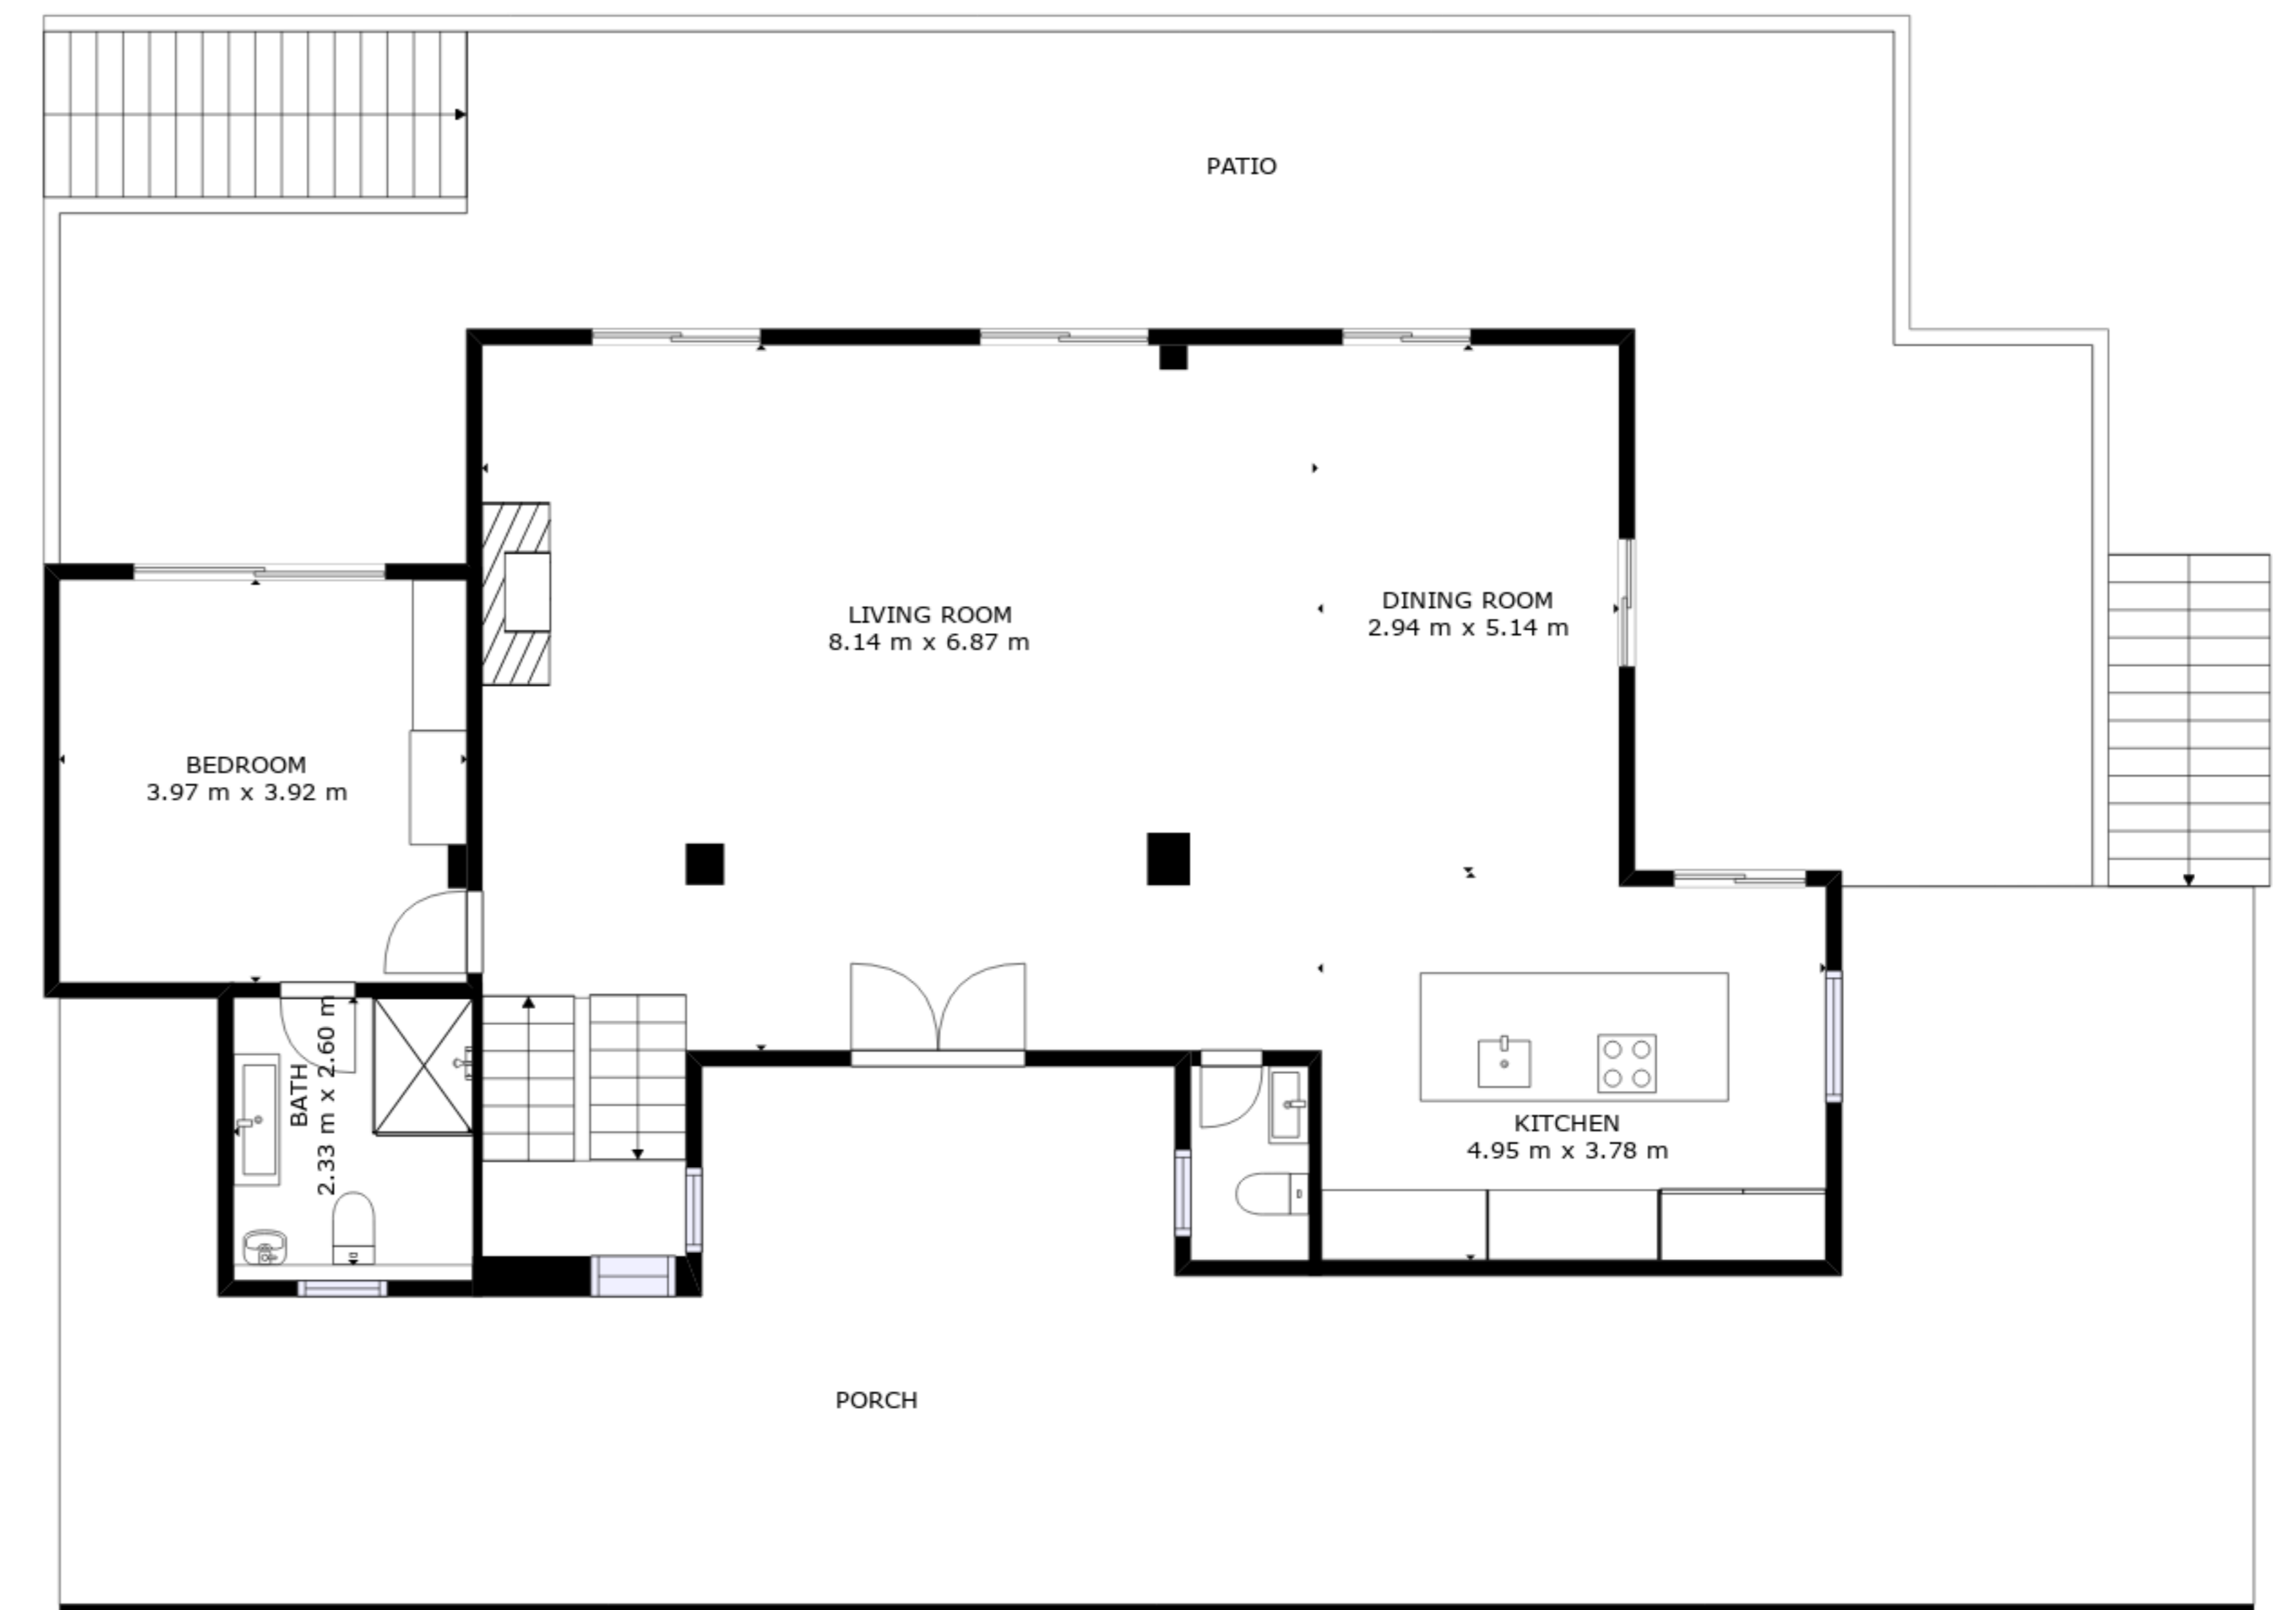 PATIO
LIVING ROOM
8.14 m x 6.87 m
DINING ROOM
2.94 m x 5.14 m
BEDROOM
3.97 m x 3.92 m
BATH
2.33 m x 2.60 m
KITCHEN
4.95 m x 3.78 m
PORCH